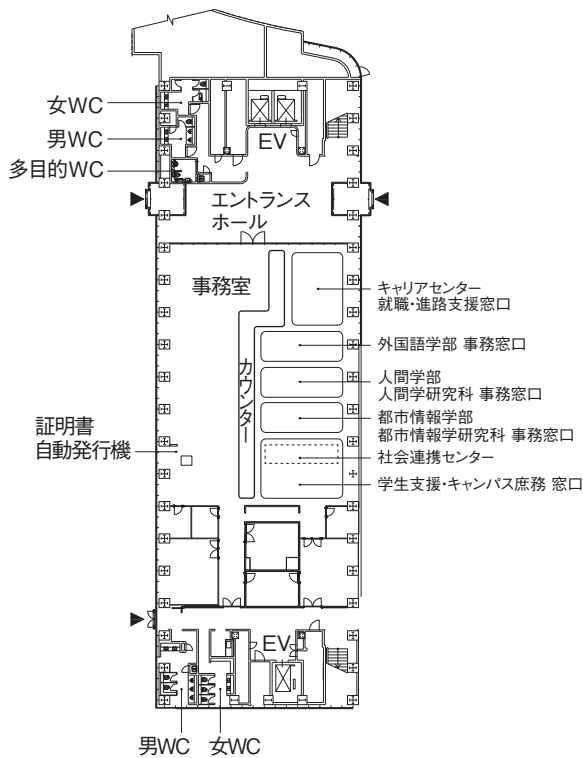 女WC
男WC
多目的WC
EV
エントランス
ホール
事務室
カウンター
キャリアセンター
就職・進路支援窓口
外国語学部 事務窓口
人間学部
人間学研究科 事務窓口
都市情報学部
都市情報学研究科 事務窓口
社会連携センター
学生支援・キャンパス庶務 窓口
証明書
自動発行機
EV
男WC
女WC